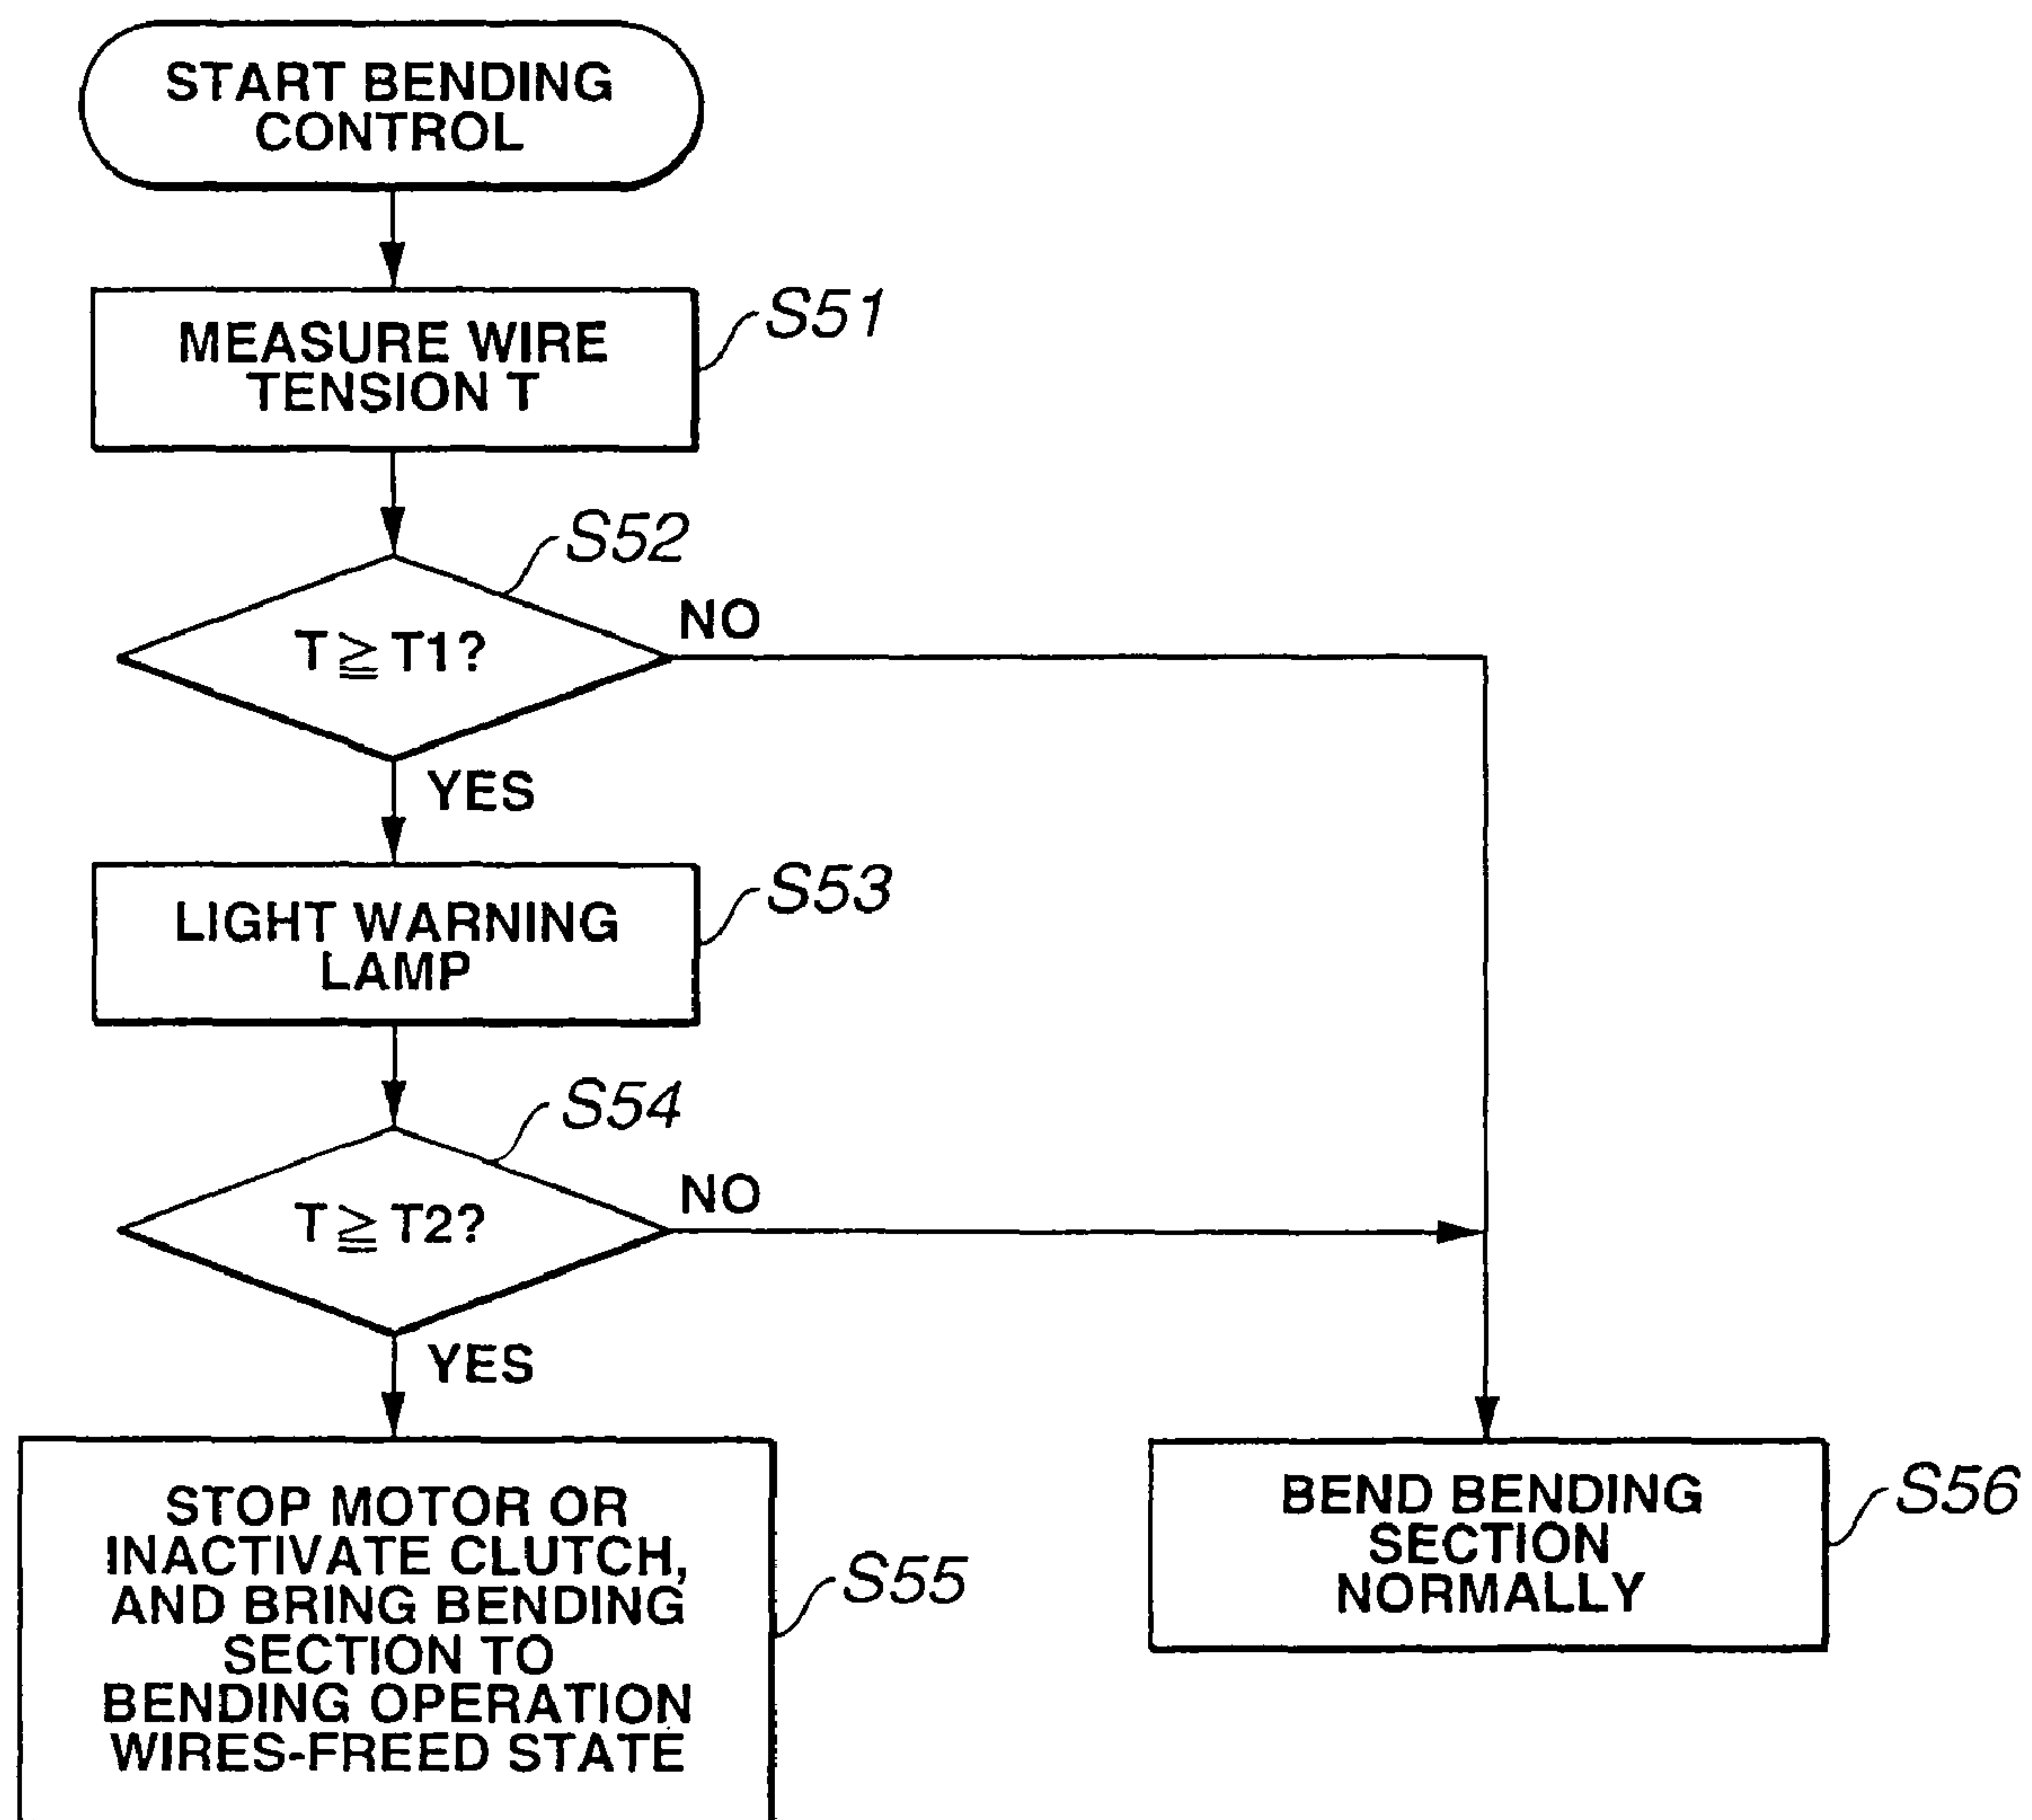 START BENDING
CONTROL
MEASURE WIRE
TENSION T
S51
S52
T ≧ T1?
NO
YES
LIGHT WARNING
LAMP
S53
S54
T ≧ T2?
NO
YES
STOP MOTOR OR
INACTIVATE CLUTCH,
AND BRING BENDING
SECTION TO
BENDING OPERATION
WIRES-FREED STATE
S55
BEND BENDING
SECTION
NORMALLY
S56